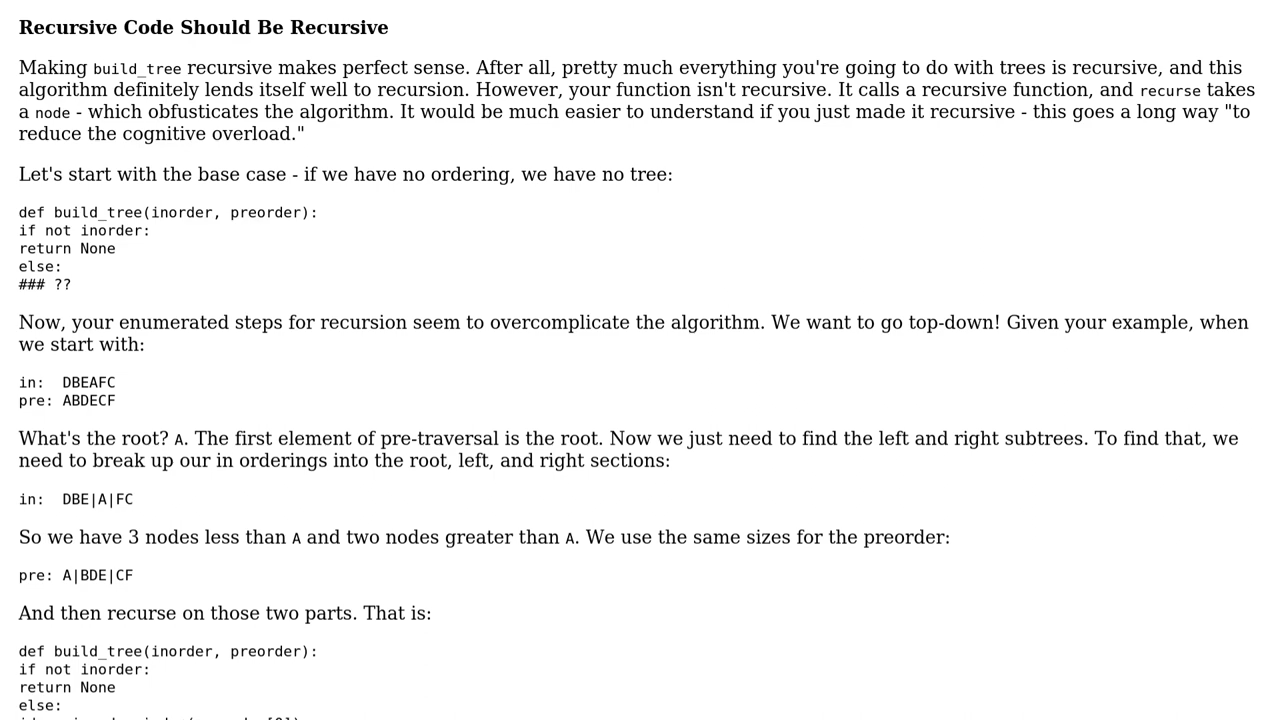 Recursive Code Should Be Recursive
Making build_tree recursive makes perfect sense. After all, pretty much everything you're going to do with trees is recursive, and this
algorithm definitely lends itself well to recursion. However, your function isn't recursive. It calls a recursive function, and recurse takes
a node - which obfusticates the algorithm. It would be much easier to understand if you just made it recursive - this goes a long way "to
reduce the cognitive overload."
Let's start with the base case - if we have no ordering, we have no tree:
def build_tree(inorder, preorder):
if not inorder:
return None
else:
### ??
Now, your enumerated steps for recursion seem to overcomplicate the algorithm. We want to go top-down! Given your example, when
we start with:
in:  DBEAFC
pre: ABDECF
What's the root? A. The first element of pre-traversal is the root. Now we just need to find the left and right subtrees. To find that, we
need to break up our in orderings into the root, left, and right sections:
in:  DBE|A|FC
So we have 3 nodes less than A and two nodes greater than A. We use the same sizes for the preorder:
pre: A|BDE|CF
And then recurse on those two parts. That is:
def build_tree(inorder, preorder):
if not inorder:
return None
else: